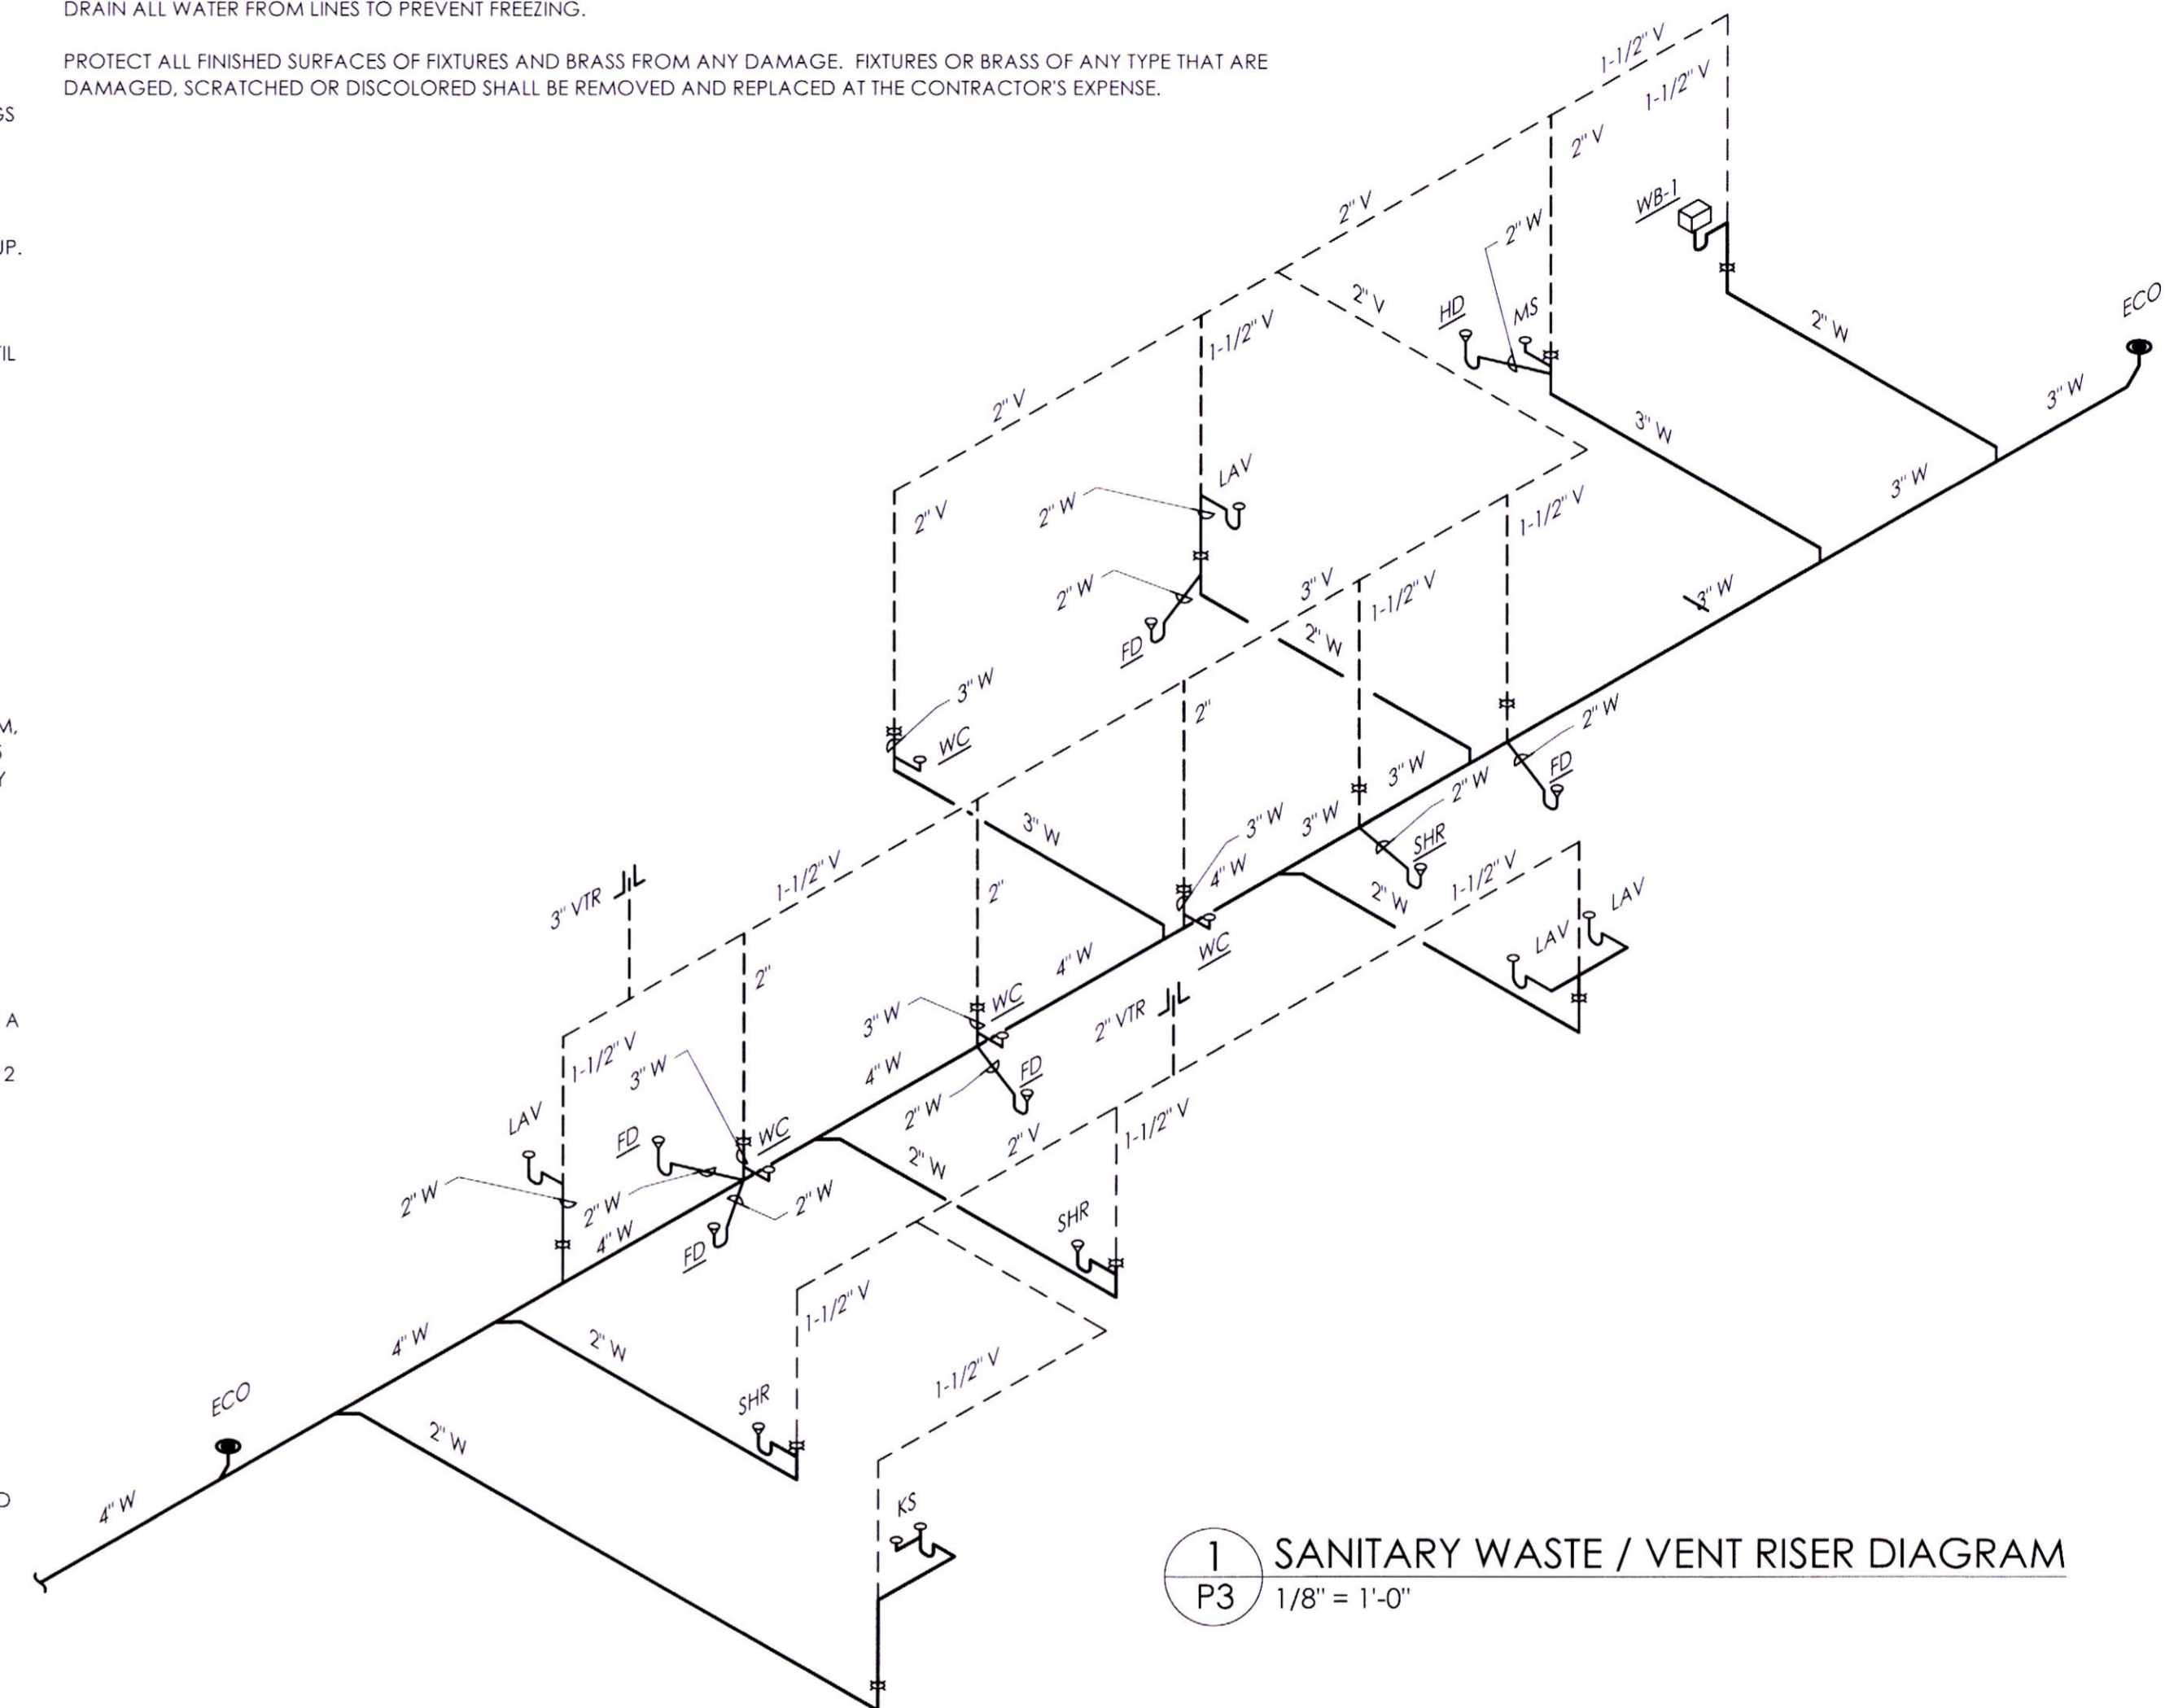 DRAIN ALL WATER FROM LINES TO PREVENT FREEZING.
PROTECT ALL FINISHED SURFACES OF FIXTURES AND BRASS FROM ANY DAMAGE. FIXTURES OR BRASS OF ANY TYPE THAT ARE
DAMAGED, SCRATCHED OR DISCOLORED SHALL BE REMOVED AND REPLACED AT THE CONTRACTOR'S EXPENSE.
GS
UP.
TIL
M,
S
Y
A
2
D
1-1/2" V
1-1/2" V
2" V
WB-1
2" V
2" W
HD
MS
2" V
2" W
ECO
1-1/2" V
3" W
2" V
3" W
3" W
LAV
2" W
2" V
1-1/2" V
3" V
1-1/2" V
2" W
3" W
FD
2" W
3" W
WC
2"
2" W
3" W
FD
2" W
3" W
3" W
3" W
4" W
SHR
1-1/2" V
2" W
1-1/2" V
3" VTR
2"
LAV
LAV
WC
4" W
2"
3" W
WC
2" VTR
1-1/2" V
3" W
4" W
FD
2" W
2" V
1-1/2" V
LAV
FD
WC
2" W
2" W
2" W
2" W
4" W
FD
SHR
1-1/2" V
4" W
2" W
1-1/2" V
SHR
ECO
2" W
4" W
KS
1
P3
SANITARY WASTE / VENT RISER DIAGRAM
1/8" = 1'-0"